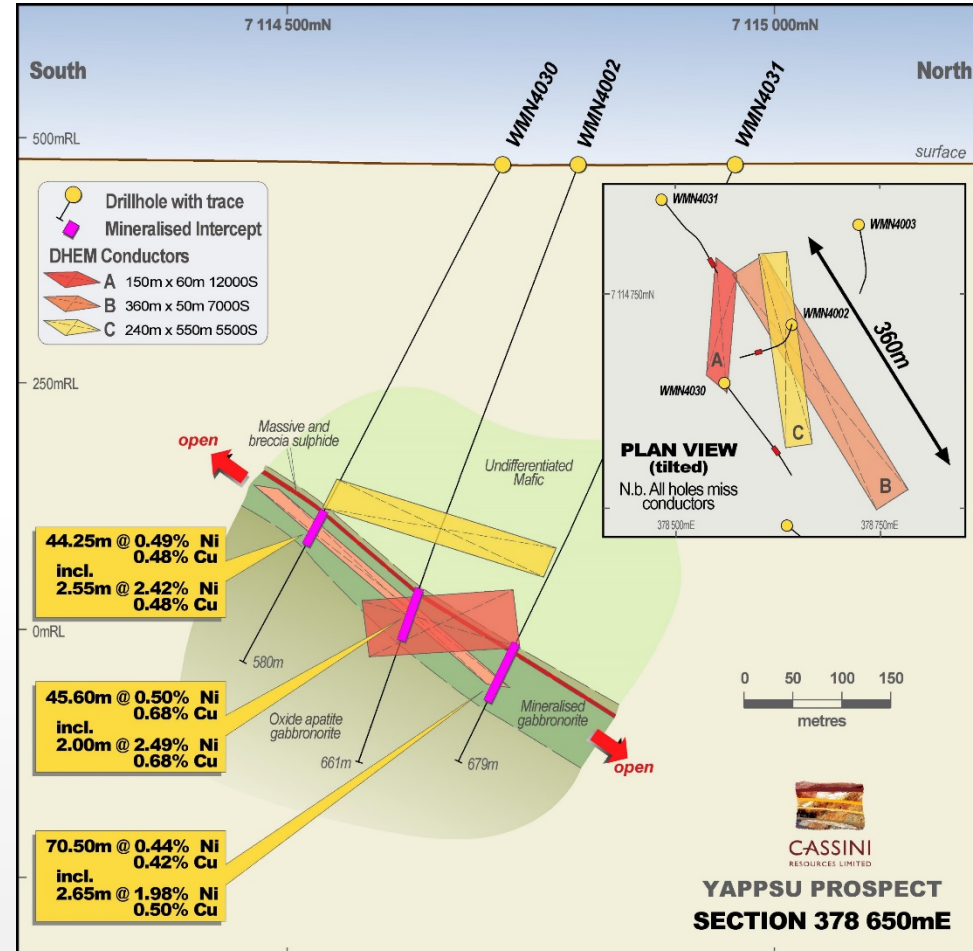 7 114 500mN
7 115 000mN
South
North
WMN4030
WMN4002
WMN4031
500mRL
surface
Drillhole with trace
Mineralised Intercept
DHEM Conductors
A 150m x 60m 12000S
B 360m x 50m 7000S
C 240m x 550m 5500S
WMN4031
WMN4003
7 114 750mN
WMN4002
360m
A
WMN4030
C
B
PLAN VIEW
(tilted)
N.b. All holes miss
conductors
378 500mE
378 750mE
250mRL
Massive and
breccia sulphide
open
Undifferentiated
Mafic
44.25m @ 0.49% Ni
0.48% Cu
incl.
2.55m @ 2.42% Ni
0.48% Cu
0mRL
580m
45.60m @ 0.50% Ni
0.68% Cu
incl.
2.00m @ 2.49% Ni
0.68% Cu
Oxide apatite
gabbronorite
Mineralised
gabbronorite
661m
679m
open
0 50 100 150
metres
70.50m @ 0.44% Ni
0.42% Cu
incl.
2.65m @ 1.98% Ni
0.50% Cu
CASSINI
RESOURCES LIMITED
YAPPSU PROSPECT
SECTION 378 650mE